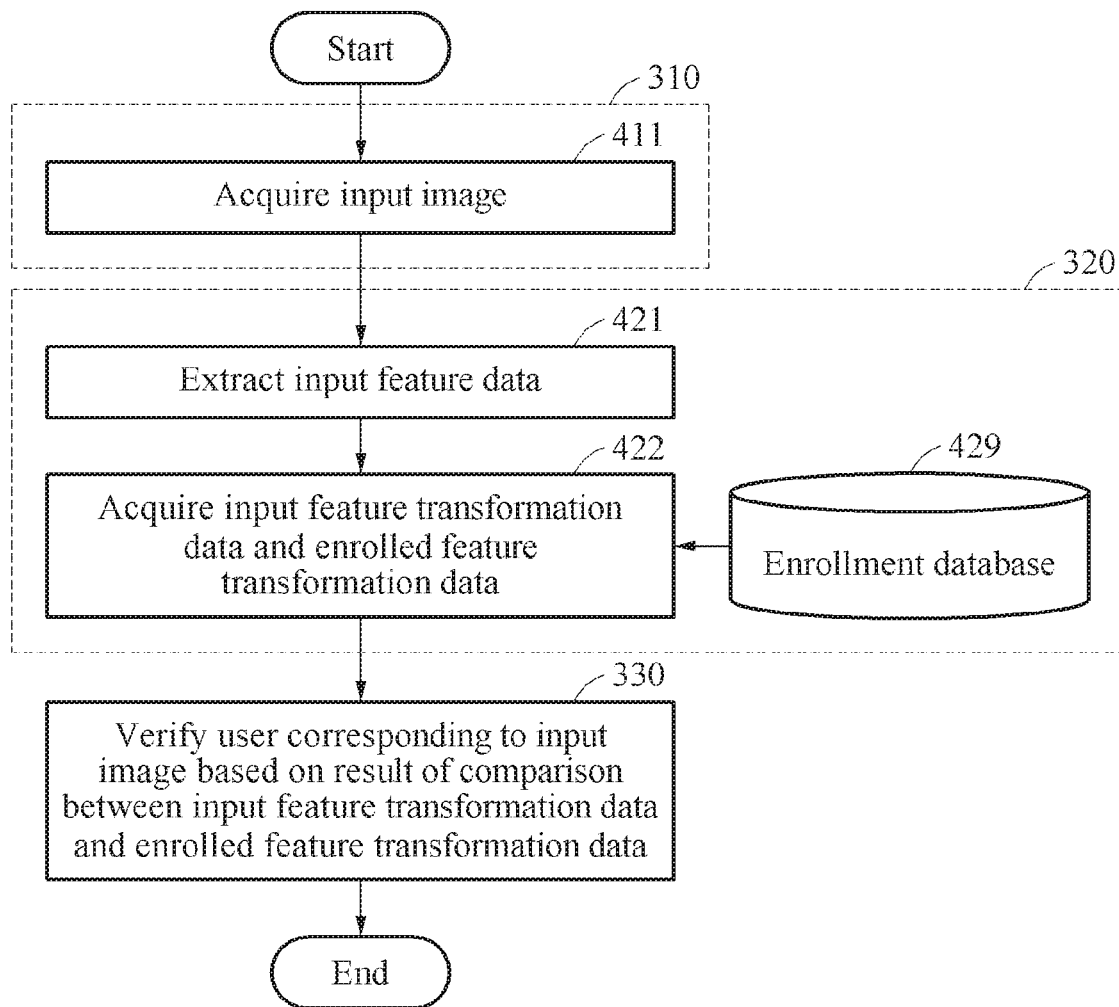 Start
310
411
Acquire input image
320
421
Extract input feature data
422
Acquire input feature transformation
data and enrolled feature
transformation data
429
Enrollment database
330
Verify user corresponding to input
image based on result of comparison
between input feature transformation data
and enrolled feature transformation data
End